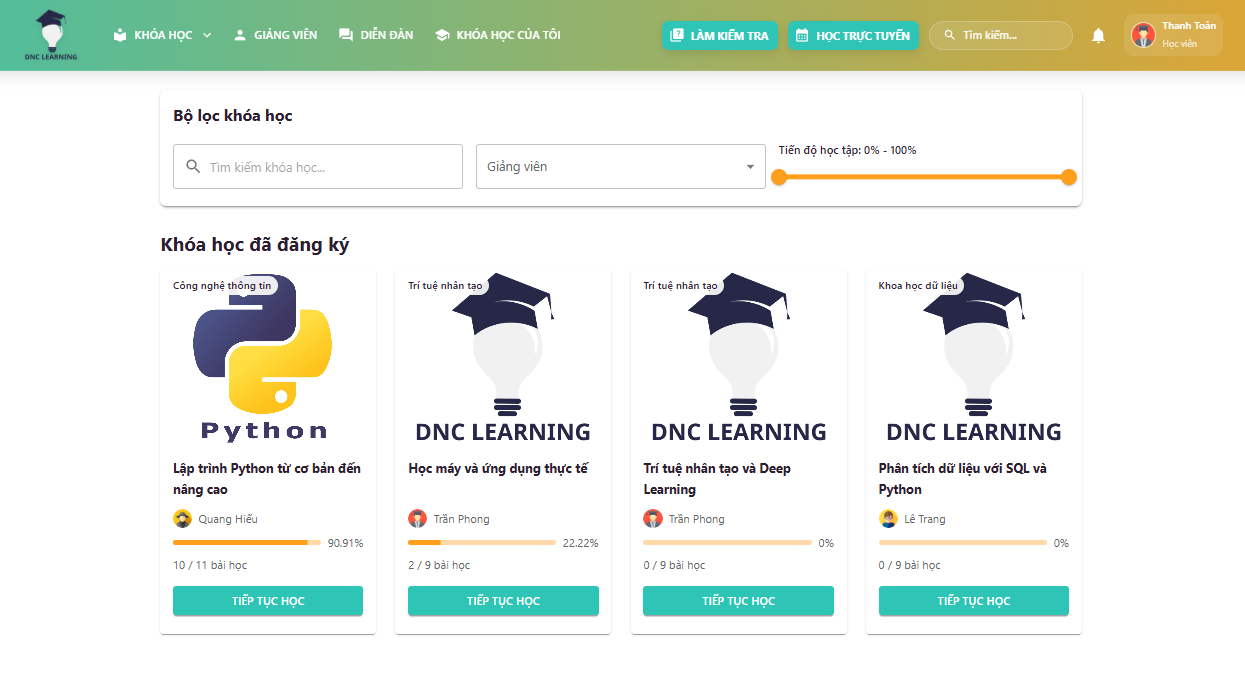 DNC LEARNING
KHÓA HỌC
GIẢNG VIÊN
DIỄN ĐÀN
KHÓA HỌC CỦA TÔI
LÀM KIỂM TRA
HỌC TRỰC TUYẾN
Tìm kiếm...
Thanh Toản
Học viên
Bộ lọc khóa học
Tìm kiếm khóa học...
Giảng viên
Tiến độ học tập: 0% - 100%
Khóa học đã đăng ký
Công nghệ thông tin
Python
Lập trình Python từ cơ bản đến
nâng cao
Quang Hiếu
90.91%
10 / 11 bài học
TIẾP TỤC HỌC
Trí tuệ nhân tạo
DNC LEARNING
Học máy và ứng dụng thực tế
Trần Phong
22.22%
2 / 9 bài học
TIẾP TỤC HỌC
Trí tuệ nhân tạo
DNC LEARNING
Trí tuệ nhân tạo và Deep
Learning
Trần Phong
0%
0 / 9 bài học
TIẾP TỤC HỌC
Khoa học dữ liệu
DNC LEARNING
Phân tích dữ liệu với SQL và
Python
Lê Trang
0%
0 / 9 bài học
TIẾP TỤC HỌC